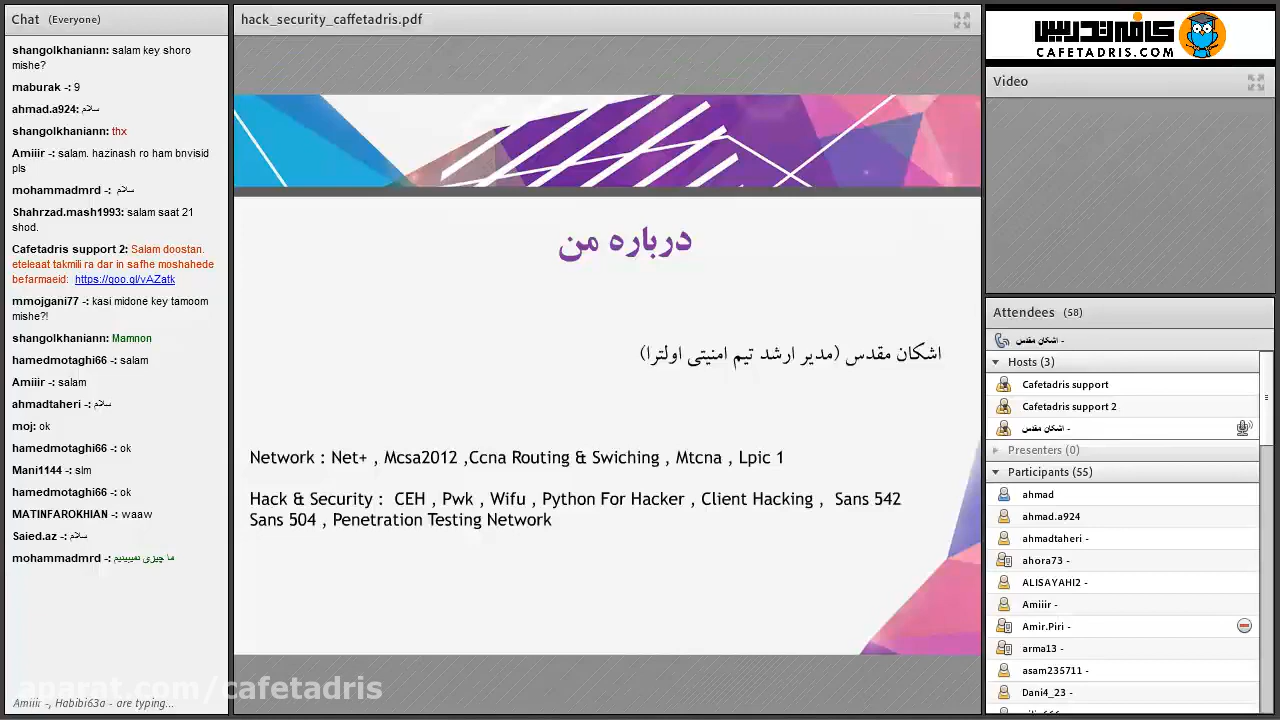 Chat (Everyone)
shangolkhaniann: salam key shoro
mishe?
maburak -: 9
ahmad.a924: سلام
shangolkhaniann: thx
Amiiir -: salam. hazinash ro ham bnvisid
pls
mohammadmrd -: سلام
Shahrzad.mash1993: salam saat 21
shod.
Cafetadris support 2: Salam doostan.
eteleaat takmili ra dar in safhe moshahede
befarmaeid: https://goo.gl/vAZatk
mmojgani77 -: kasi midone key tamoom
mishe?!
shangolkhaniann: Mamnon
hamedmotaghi66 -: salam
Amiiir -: salam
ahmadtaheri -: سلام
moj: ok
hamedmotaghi66 -: ok
Mani1144 -: slm
hamedmotaghi66 -: ok
MATINFAROKHIAN -: waaw
Saied.az -: سلام
mohammadmrd -: ما چیزی نمیبینیم
Amiiir -, Habibi63a - are typing...
aparat.com/cafetadris
hack_security_caffetadris.pdf
درباره من
اشکان مقدس (مدیر ارشد تیم امنیتی اولترا)
Network : Net+ , Mcsa2012 ,Ccna Routing & Swiching , Mtcna , Lpic 1
Hack & Security : CEH , Pwk , Wifu , Python For Hacker , Client Hacking , Sans 542
Sans 504 , Penetration Testing Network
کافه‌تدریس
CAFETADRIS.COM
Video
Attendees (58)
اشکان مقدس -
Hosts (3)
Cafetadris support
Cafetadris support 2
اشکان مقدس -
Presenters (0)
Participants (55)
ahmad
ahmad.a924
ahmadtaheri -
ahora73 -
ALISAYAHI2 -
Amiiir -
Amir.Piri -
arma13 -
asam235711 -
Dani4_23 -